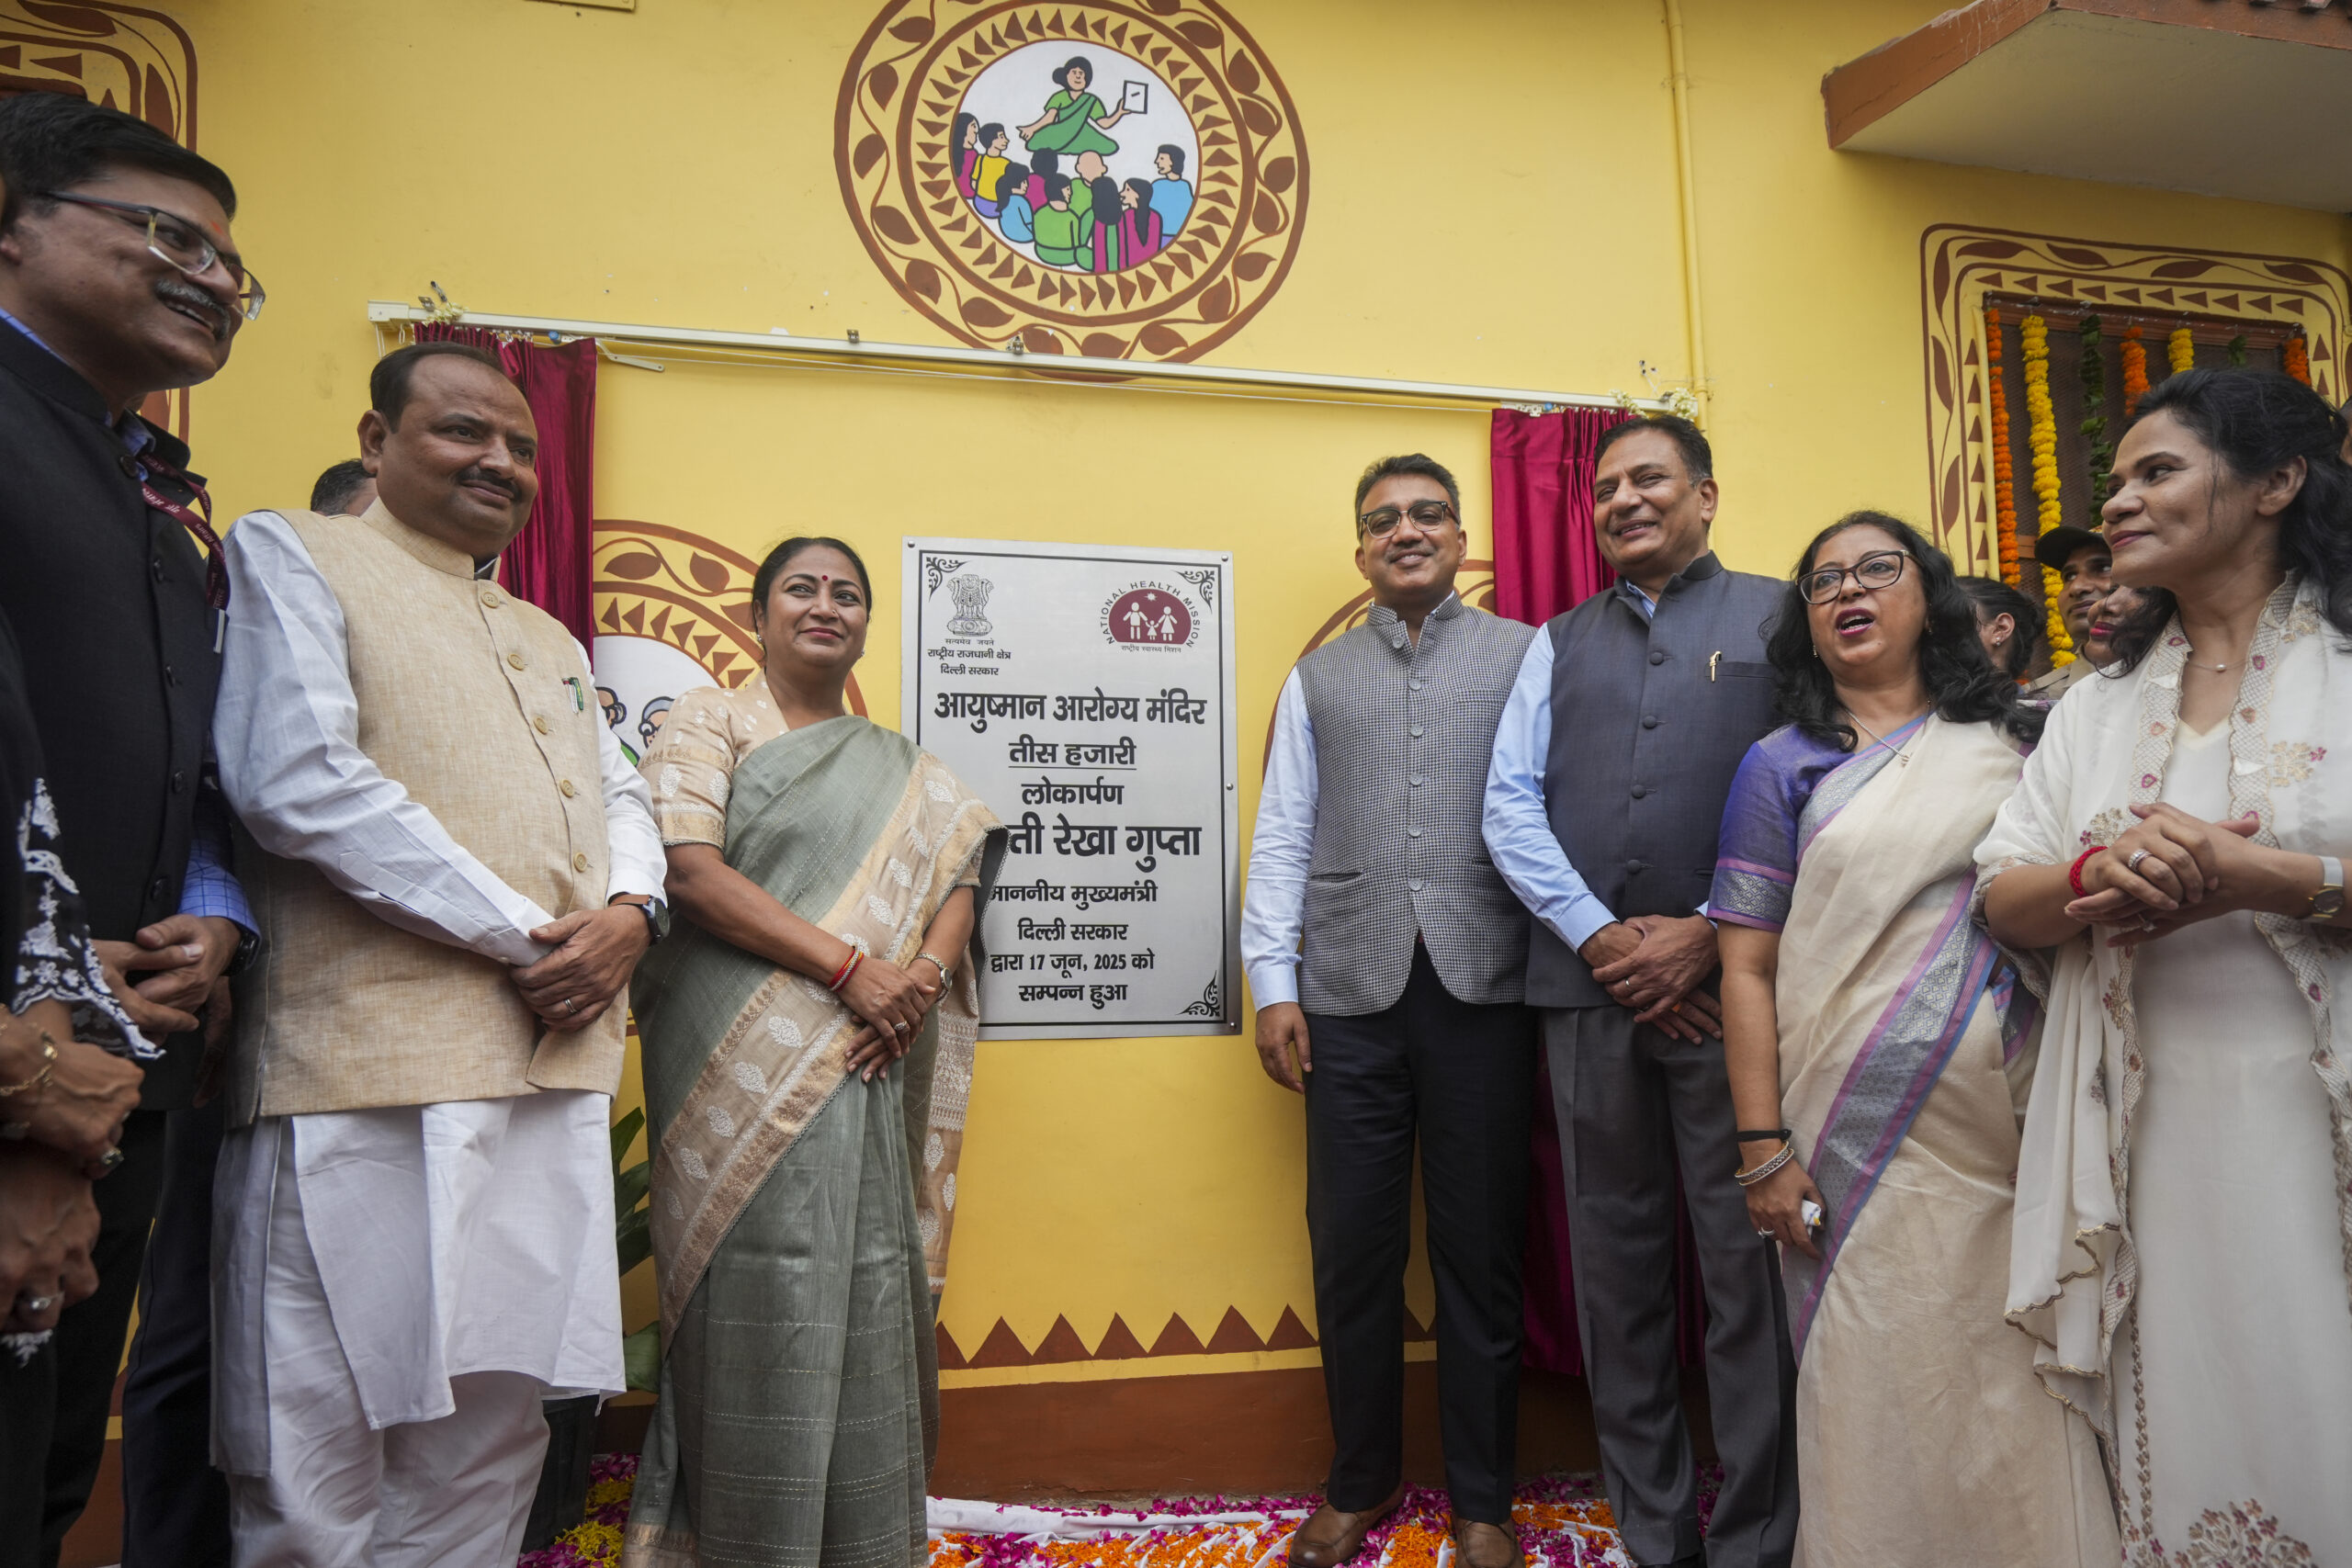 सत्यमेव जयते
राष्ट्रीय राजधानी क्षेत्र
दिल्ली सरकार
NATIONAL HEALTH MISSION
राष्ट्रीय स्वास्थ्य मिशन
आयुष्मान आरोग्य मंदिर
तीस हजारी
लोकार्पण
ती रेखा गुप्ता
माननीय मुख्यमंत्री
दिल्ली सरकार
द्वारा 17 जून, 2025 को
सम्पन्न हुआ